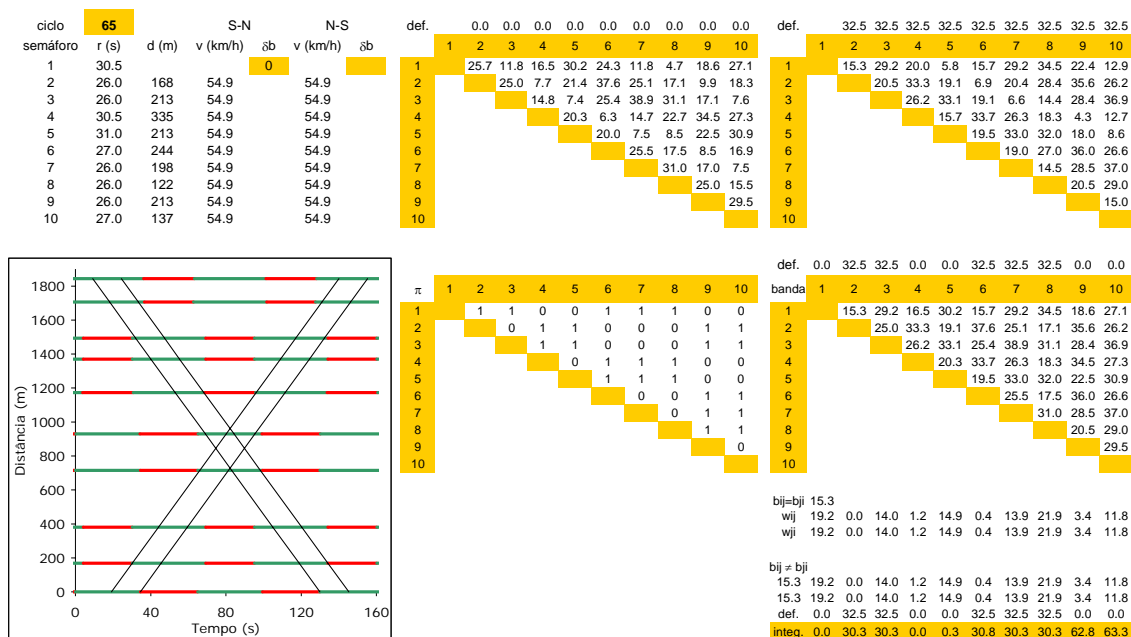 ciclo 65 S-N N-S
semáforo r (s) d (m) v (km/h) δb v (km/h) δb
1 30.5 0
2 26.0 168 54.9 54.9
3 26.0 213 54.9 54.9
4 30.5 335 54.9 54.9
5 31.0 213 54.9 54.9
6 27.0 244 54.9 54.9
7 26.0 198 54.9 54.9
8 26.0 122 54.9 54.9
9 26.0 213 54.9 54.9
10 27.0 137 54.9 54.9
def. 0.0 0.0 0.0 0.0 0.0 0.0 0.0 0.0 0.0
1 2 3 4 5 6 7 8 9 10
1 25.7 11.8 16.5 30.2 24.3 11.8 4.7 18.6 27.1
2 25.0 7.7 21.4 37.6 25.1 17.1 9.9 18.3
3 14.8 7.4 25.4 38.9 31.1 17.1 7.6
4 20.3 6.3 14.7 22.7 34.5 27.3
5 20.0 7.5 8.5 22.5 30.9
6 25.5 17.5 8.5 16.9
7 31.0 17.0 7.5
8 25.0 15.5
9 29.5
10
def. 32.5 32.5 32.5 32.5 32.5 32.5 32.5 32.5 32.5
1 2 3 4 5 6 7 8 9 10
1 15.3 29.2 20.0 5.8 15.7 29.2 34.5 22.4 12.9
2 20.5 33.3 19.1 6.9 20.4 28.4 35.6 26.2
3 26.2 33.1 19.1 6.6 14.4 28.4 36.9
4 15.7 33.7 26.3 18.3 4.3 12.7
5 19.5 33.0 32.0 18.0 8.6
6 19.0 27.0 36.0 26.6
7 14.5 28.5 37.0
8 20.5 29.0
9 15.0
10
Distância (m)
1800
1600
1400
1200
1000
800
600
400
200
0
0 40 80 120 160
Tempo (s)
π 1 2 3 4 5 6 7 8 9 10
1 1 1 0 0 1 1 1 0 0
2 0 1 1 0 0 0 1 1
3 1 1 0 0 0 1 1
4 0 1 1 1 0 0
5 1 1 1 0 0
6 0 0 1 1
7 0 1 1
8 1 1
9 0
10
def. 0.0 32.5 32.5 0.0 0.0 32.5 32.5 32.5 0.0 0.0
banda 1 2 3 4 5 6 7 8 9 10
1 15.3 29.2 16.5 30.2 15.7 29.2 34.5 18.6 27.1
2 25.0 33.3 19.1 37.6 25.1 17.1 35.6 26.2
3 26.2 33.1 25.4 38.9 31.1 28.4 36.9
4 20.3 33.7 26.3 18.3 34.5 27.3
5 19.5 33.0 32.0 22.5 30.9
6 25.5 17.5 36.0 26.6
7 31.0 28.5 37.0
8 20.5 29.0
9 29.5
10
bij=bji 15.3
wij 19.2 0.0 14.0 1.2 14.9 0.4 13.9 21.9 3.4 11.8
wji 19.2 0.0 14.0 1.2 14.9 0.4 13.9 21.9 3.4 11.8
bij ≠ bji
15.3 19.2 0.0 14.0 1.2 14.9 0.4 13.9 21.9 3.4 11.8
15.3 19.2 0.0 14.0 1.2 14.9 0.4 13.9 21.9 3.4 11.8
def. 0.0 32.5 32.5 0.0 0.0 32.5 32.5 32.5 0.0 0.0
integ. 0.0 30.3 30.3 0.0 0.3 30.8 30.3 30.3 62.8 63.3